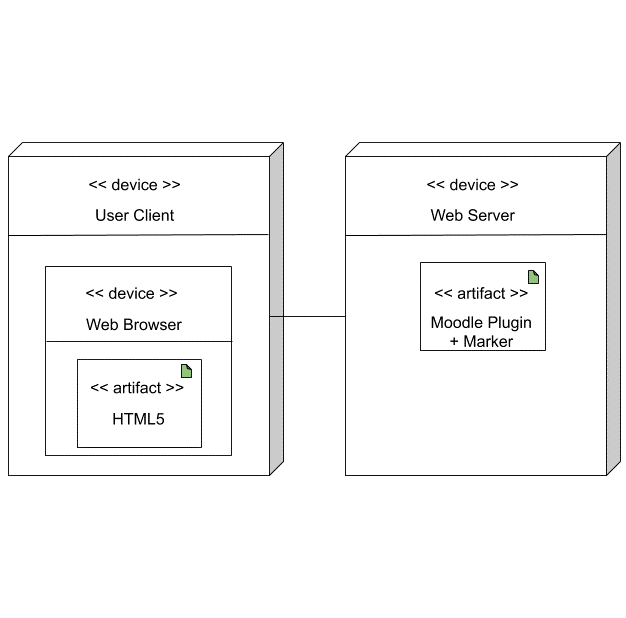 << device >>
User Client
<< device >>
Web Browser
<< artifact >>
HTML5
<< device >>
Web Server
<< artifact >>
Moodle Plugin
+ Marker